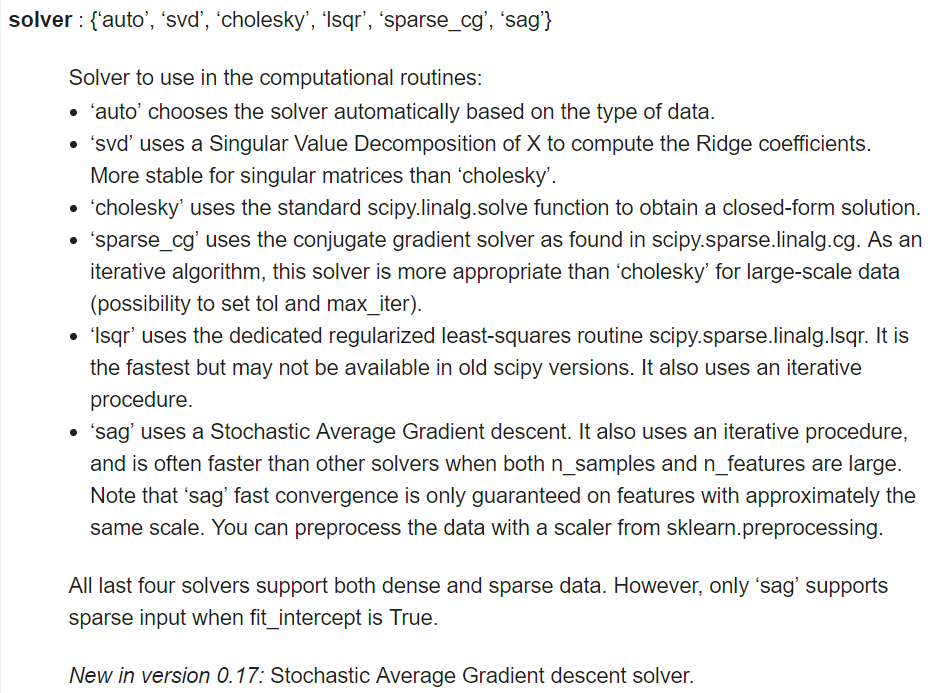 solver : {‘auto’, ‘svd’, ‘cholesky’, ‘lsqr’, ‘sparse_cg’, ‘sag’}
Solver to use in the computational routines:
• ‘auto’ chooses the solver automatically based on the type of data.
• ‘svd’ uses a Singular Value Decomposition of X to compute the Ridge coefficients.
More stable for singular matrices than ‘cholesky’.
• ‘cholesky’ uses the standard scipy.linalg.solve function to obtain a closed-form solution.
• ‘sparse_cg’ uses the conjugate gradient solver as found in scipy.sparse.linalg.cg. As an
iterative algorithm, this solver is more appropriate than ‘cholesky’ for large-scale data
(possibility to set tol and max_iter).
• ‘lsqr’ uses the dedicated regularized least-squares routine scipy.sparse.linalg.lsqr. It is
the fastest but may not be available in old scipy versions. It also uses an iterative
procedure.
• ‘sag’ uses a Stochastic Average Gradient descent. It also uses an iterative procedure,
and is often faster than other solvers when both n_samples and n_features are large.
Note that ‘sag’ fast convergence is only guaranteed on features with approximately the
same scale. You can preprocess the data with a scaler from sklearn.preprocessing.
All last four solvers support both dense and sparse data. However, only ‘sag’ supports
sparse input when fit_intercept is True.
New in version 0.17: Stochastic Average Gradient descent solver.